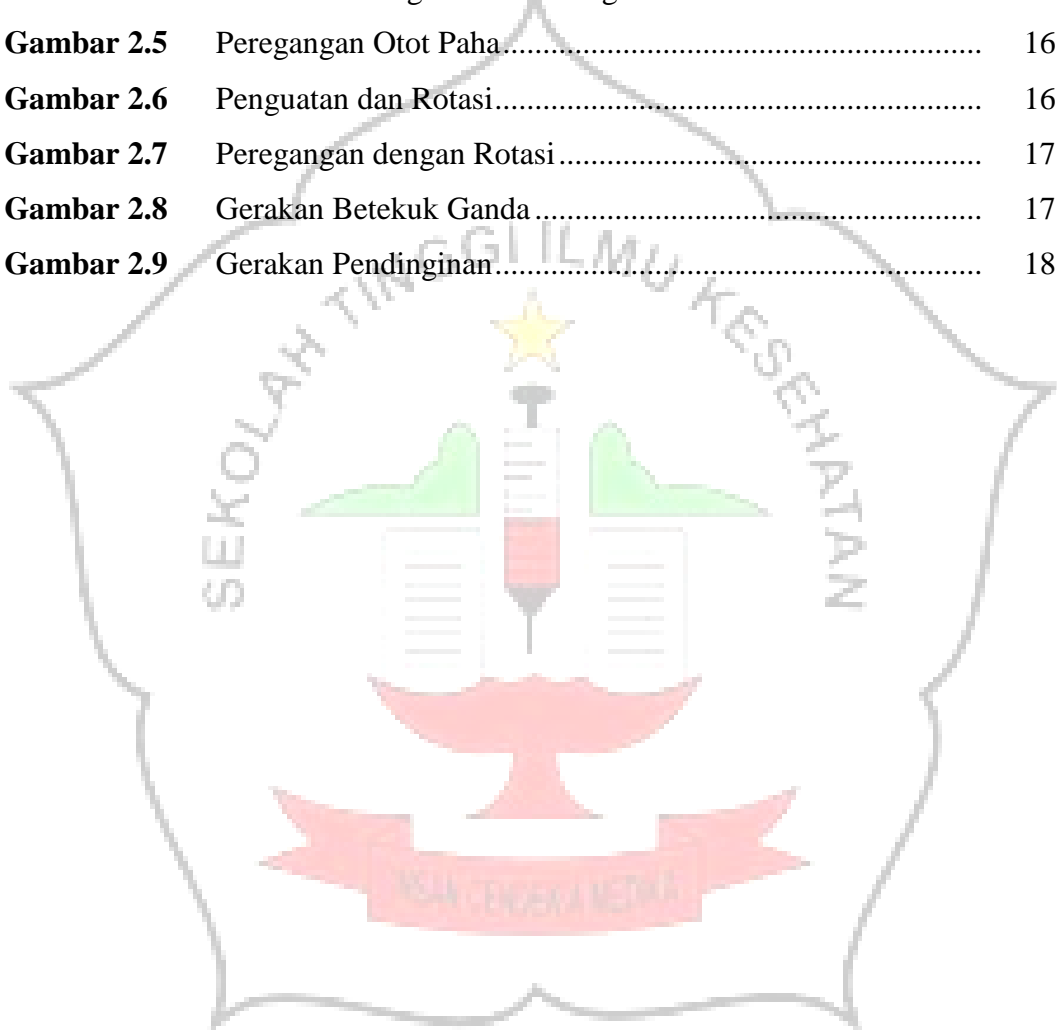 Gambar 2.5 Peregangan Otot Paha............................................................. 16
Gambar 2.6 Penguatan dan Rotasi............................................................. 16
Gambar 2.7 Peregangan dengan Rotasi..................................................... 17
Gambar 2.8 Gerakan Betekuk Ganda........................................................ 17
Gambar 2.9 Gerakan Pendinginan............................................................. 18
SEKOLAH TINGGI ILMU KESEHATAN